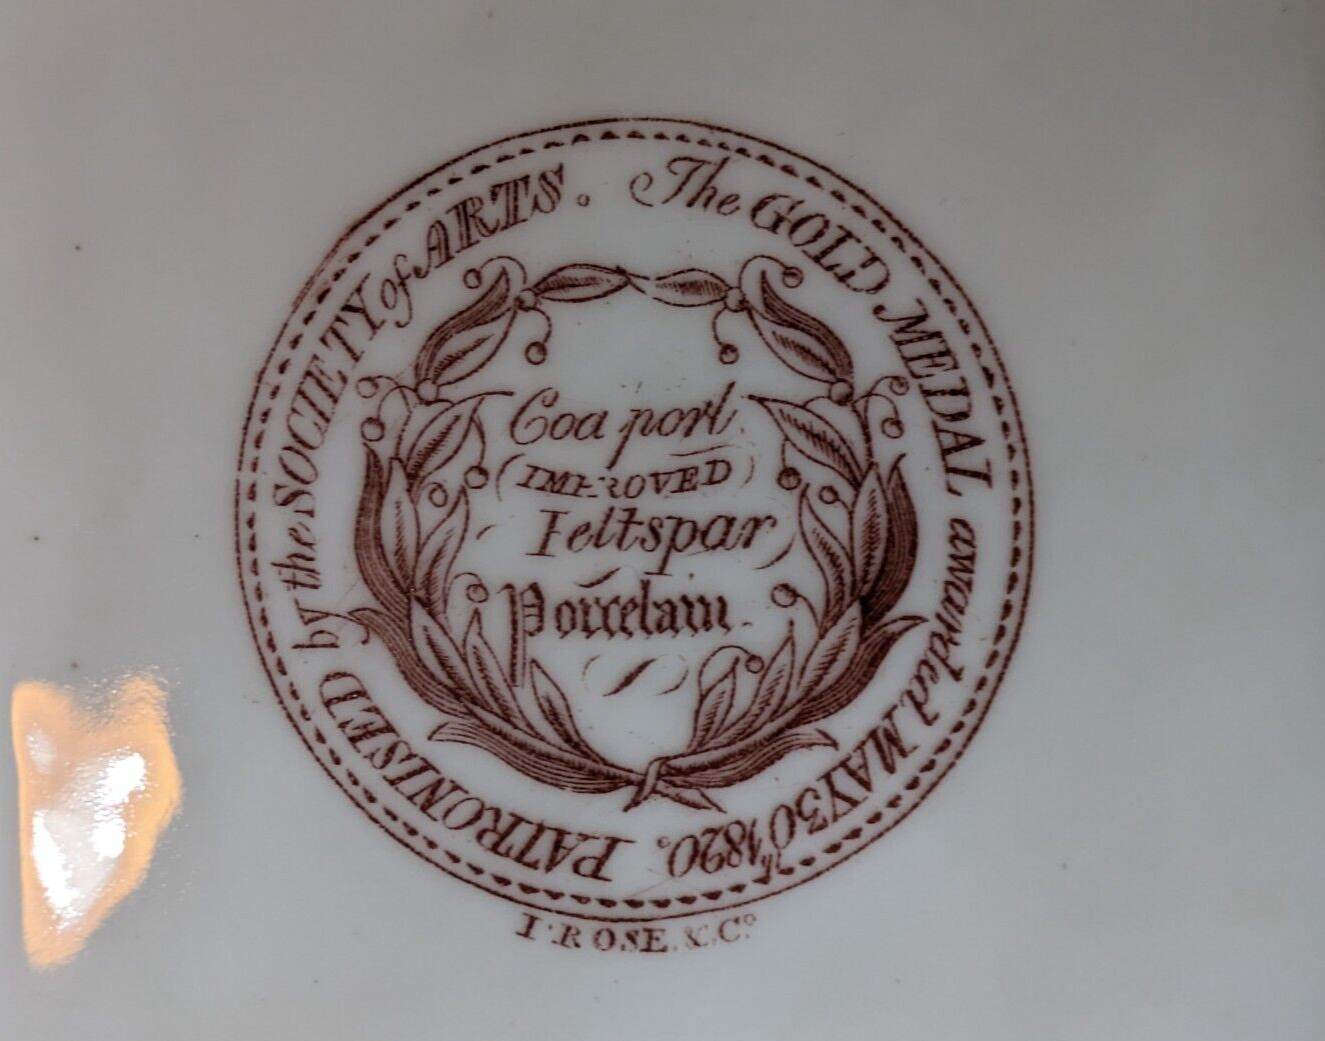 PATRONISED by the SOCIETY of ARTS. The GOLD MEDAL awarded MAY 30th 1820.
Coa port.
(IMPROVED)
Feltspar
Porcelain.
I. ROSE. & Co